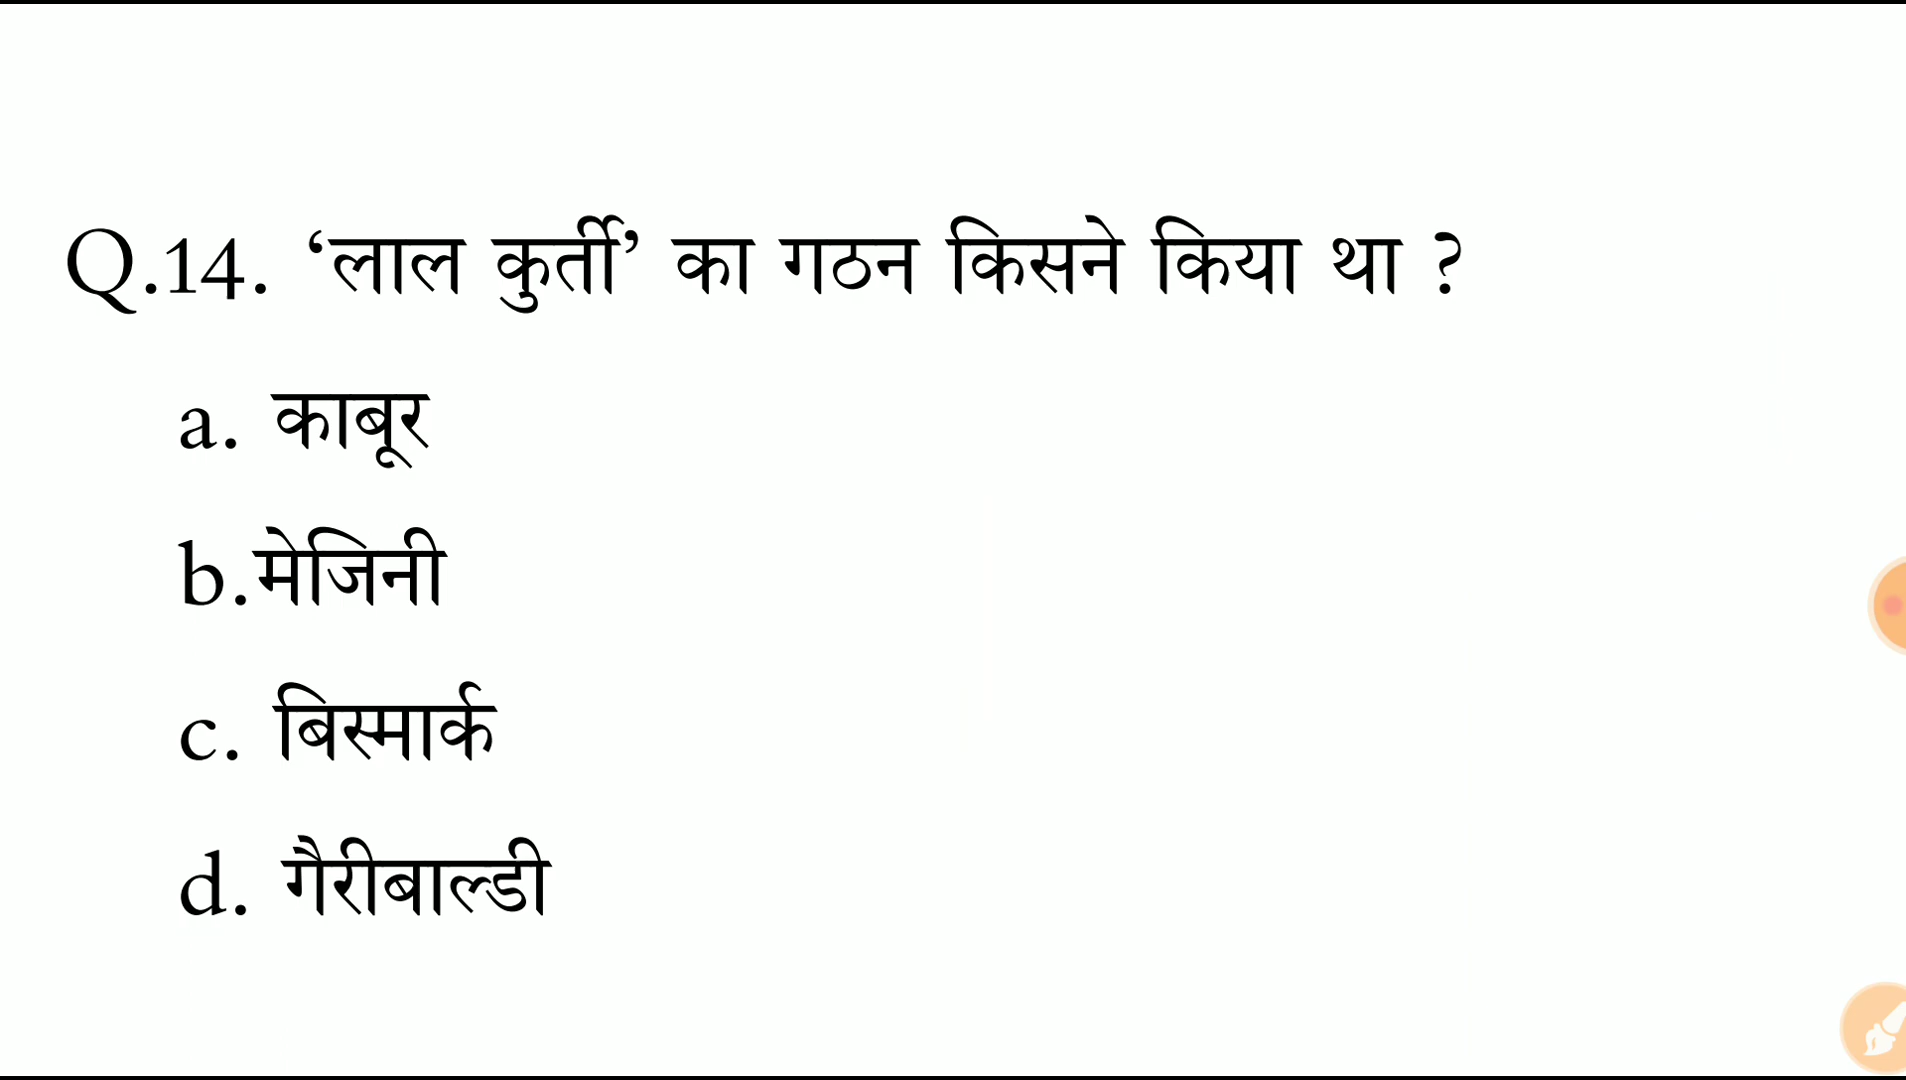 Q.14. ‘लाल कुर्ती’ का गठन किसने किया था ?
a. काबूर
b.मेजिनी
c. बिस्मार्क
d. गैरीबाल्डी